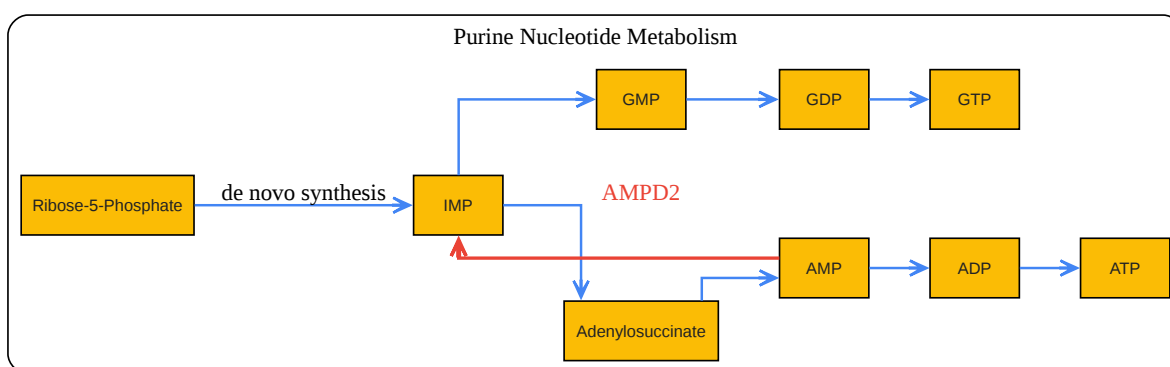 Purine Nucleotide Metabolism
GMP
GDP
GTP
Ribose-5-Phosphate
de novo synthesis
IMP
AMPD2
AMP
ADP
ATP
Adenylosuccinate